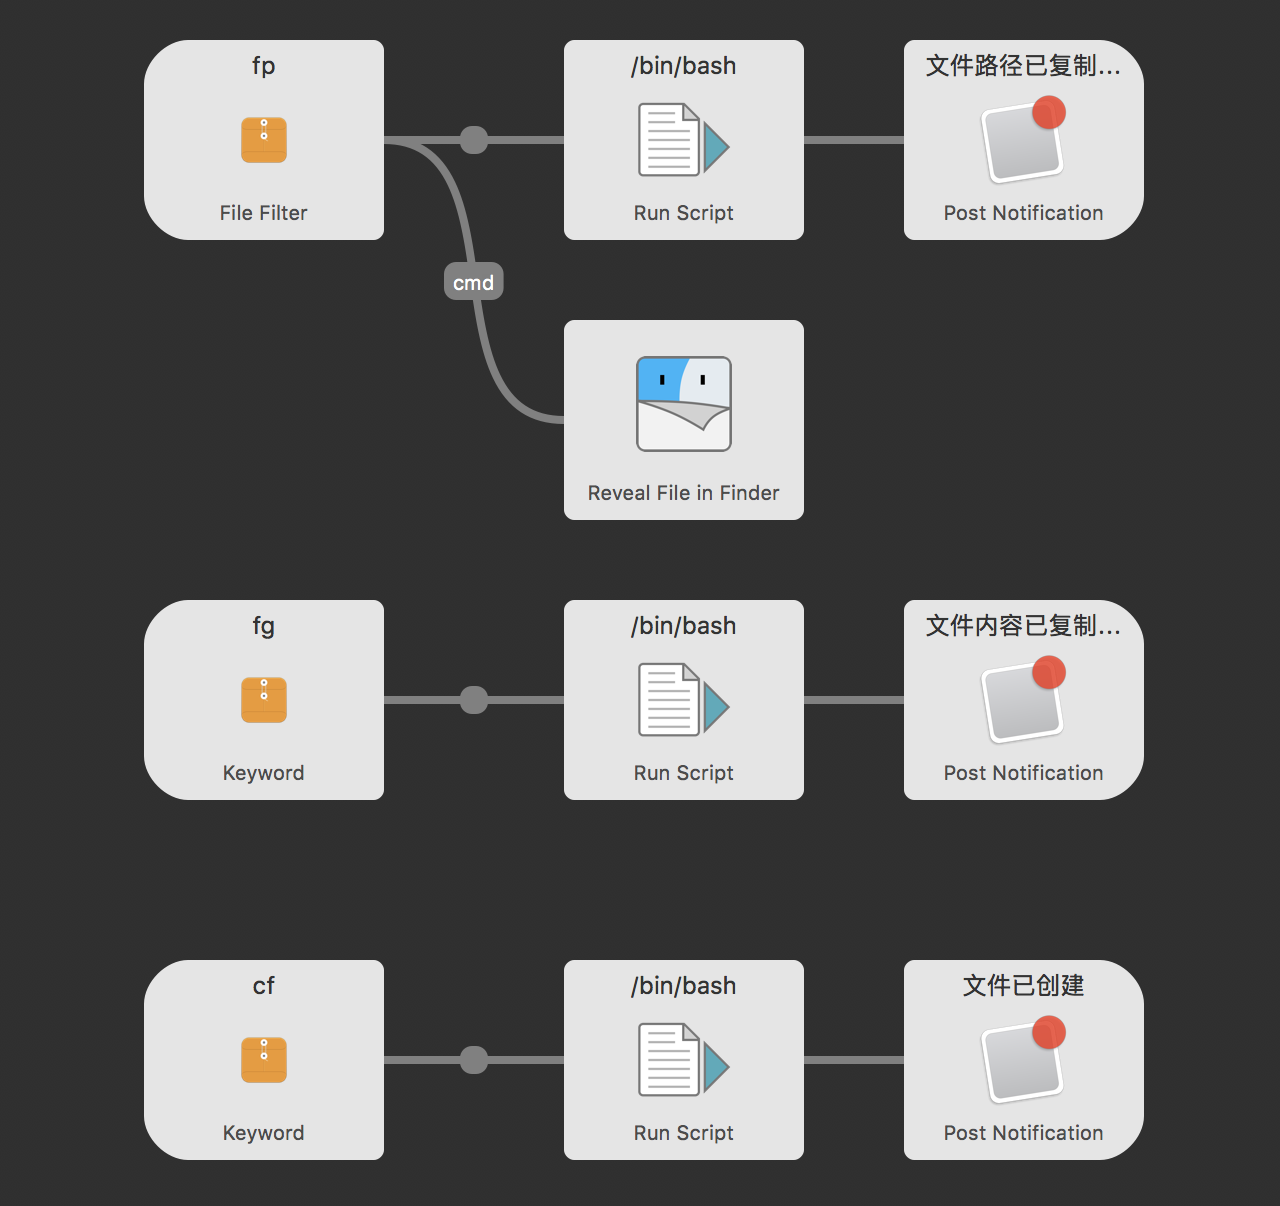 fp
/bin/bash
文件路径已复制...
File Filter
Run Script
Post Notification
cmd
Reveal File in Finder
fg
/bin/bash
文件内容已复制...
Keyword
Run Script
Post Notification
cf
/bin/bash
文件已创建
Keyword
Run Script
Post Notification